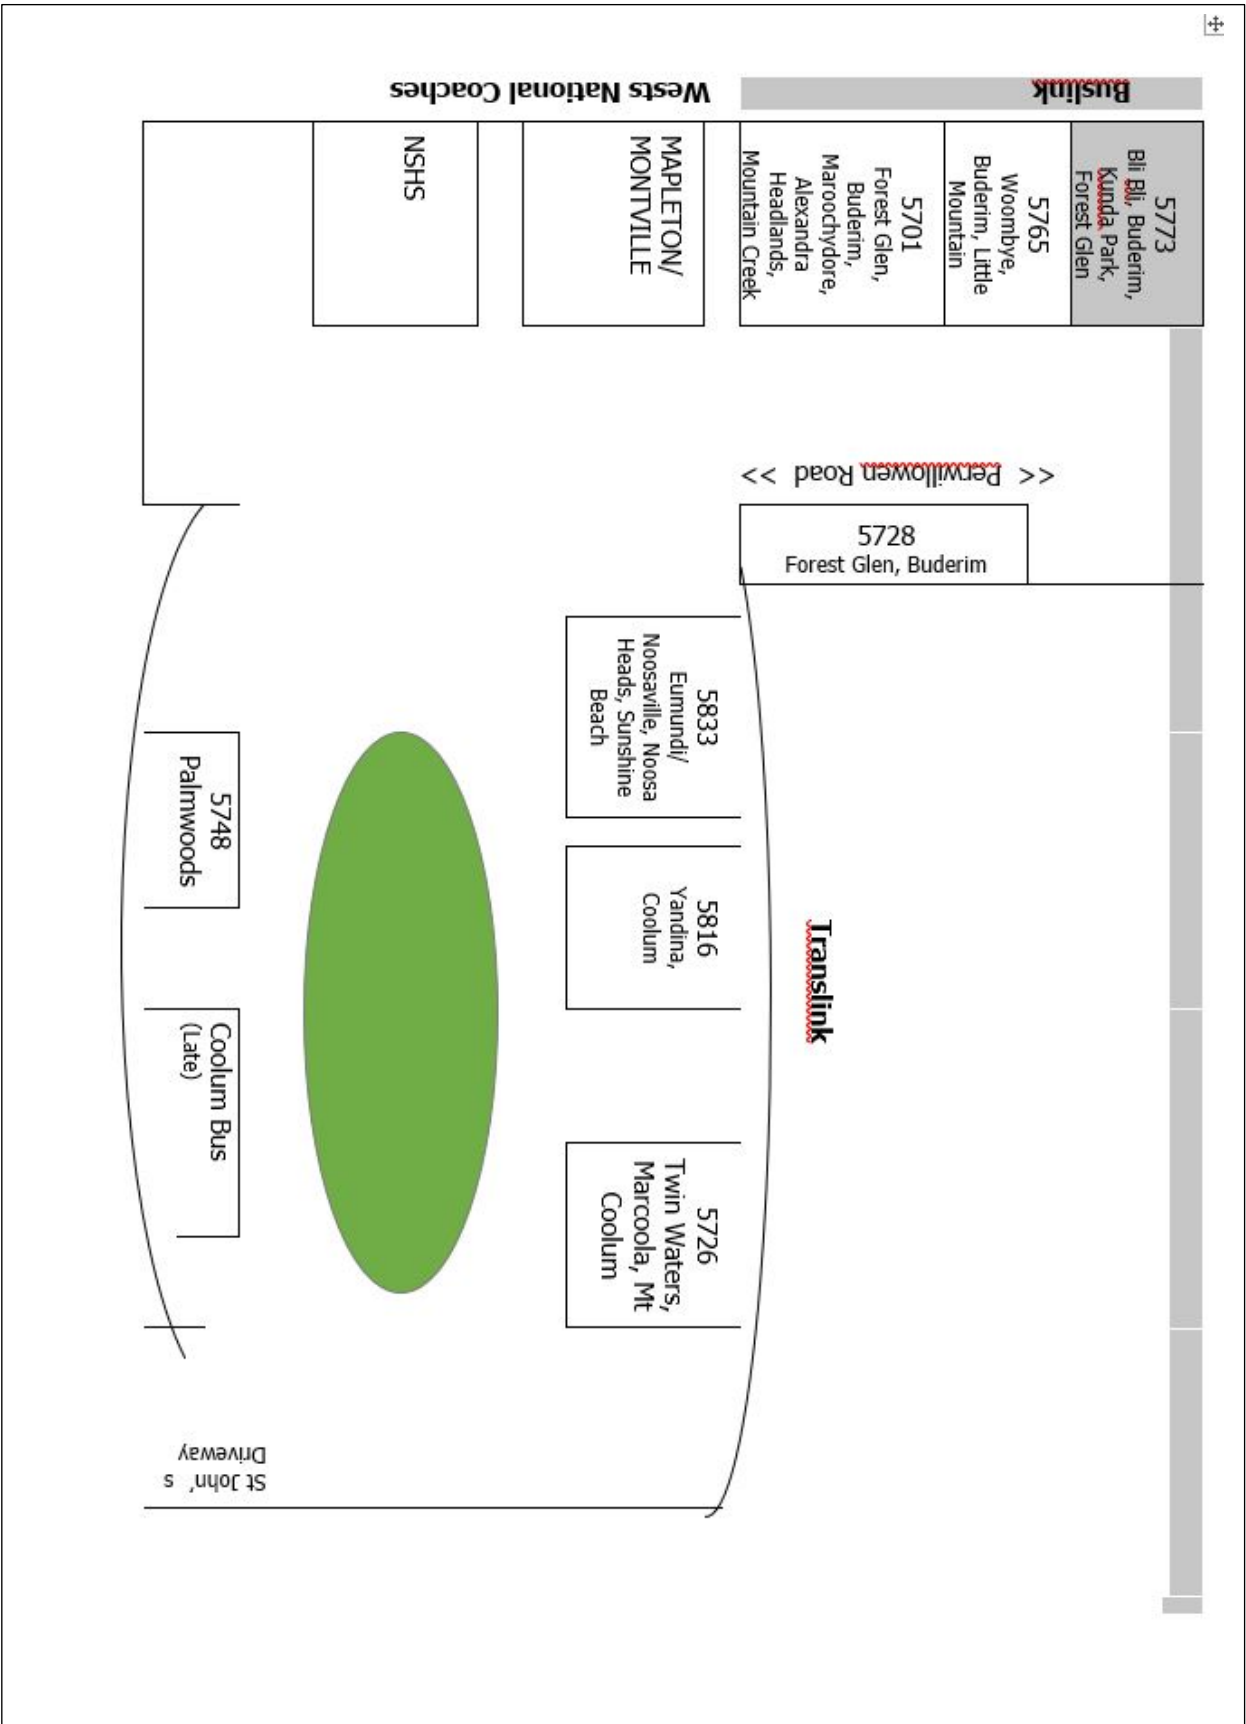 Wests National Coaches
Buslink
NSHS
MAPLETON/
MONTVILLE
5701
Forest Glen,
Buderim,
Maroochydore,
Alexandra
Headlands,
Mountain Creek
5765
Woombye,
Buderim, Little
Mountain
5773
Bli Bli, Buderim,
Kunda Park,
Forest Glen
<< Perwillowen Road >>
5728
Forest Glen, Buderim
5833
Eumundi/
Noosaville, Noosa
Heads, Sunshine
Beach
5816
Yandina,
Coolum
Translink
5726
Twin Waters,
Marcoola, Mt
Coolum
5748
Palmwoods
Coolum Bus
(Late)
St John’ s
Driveway